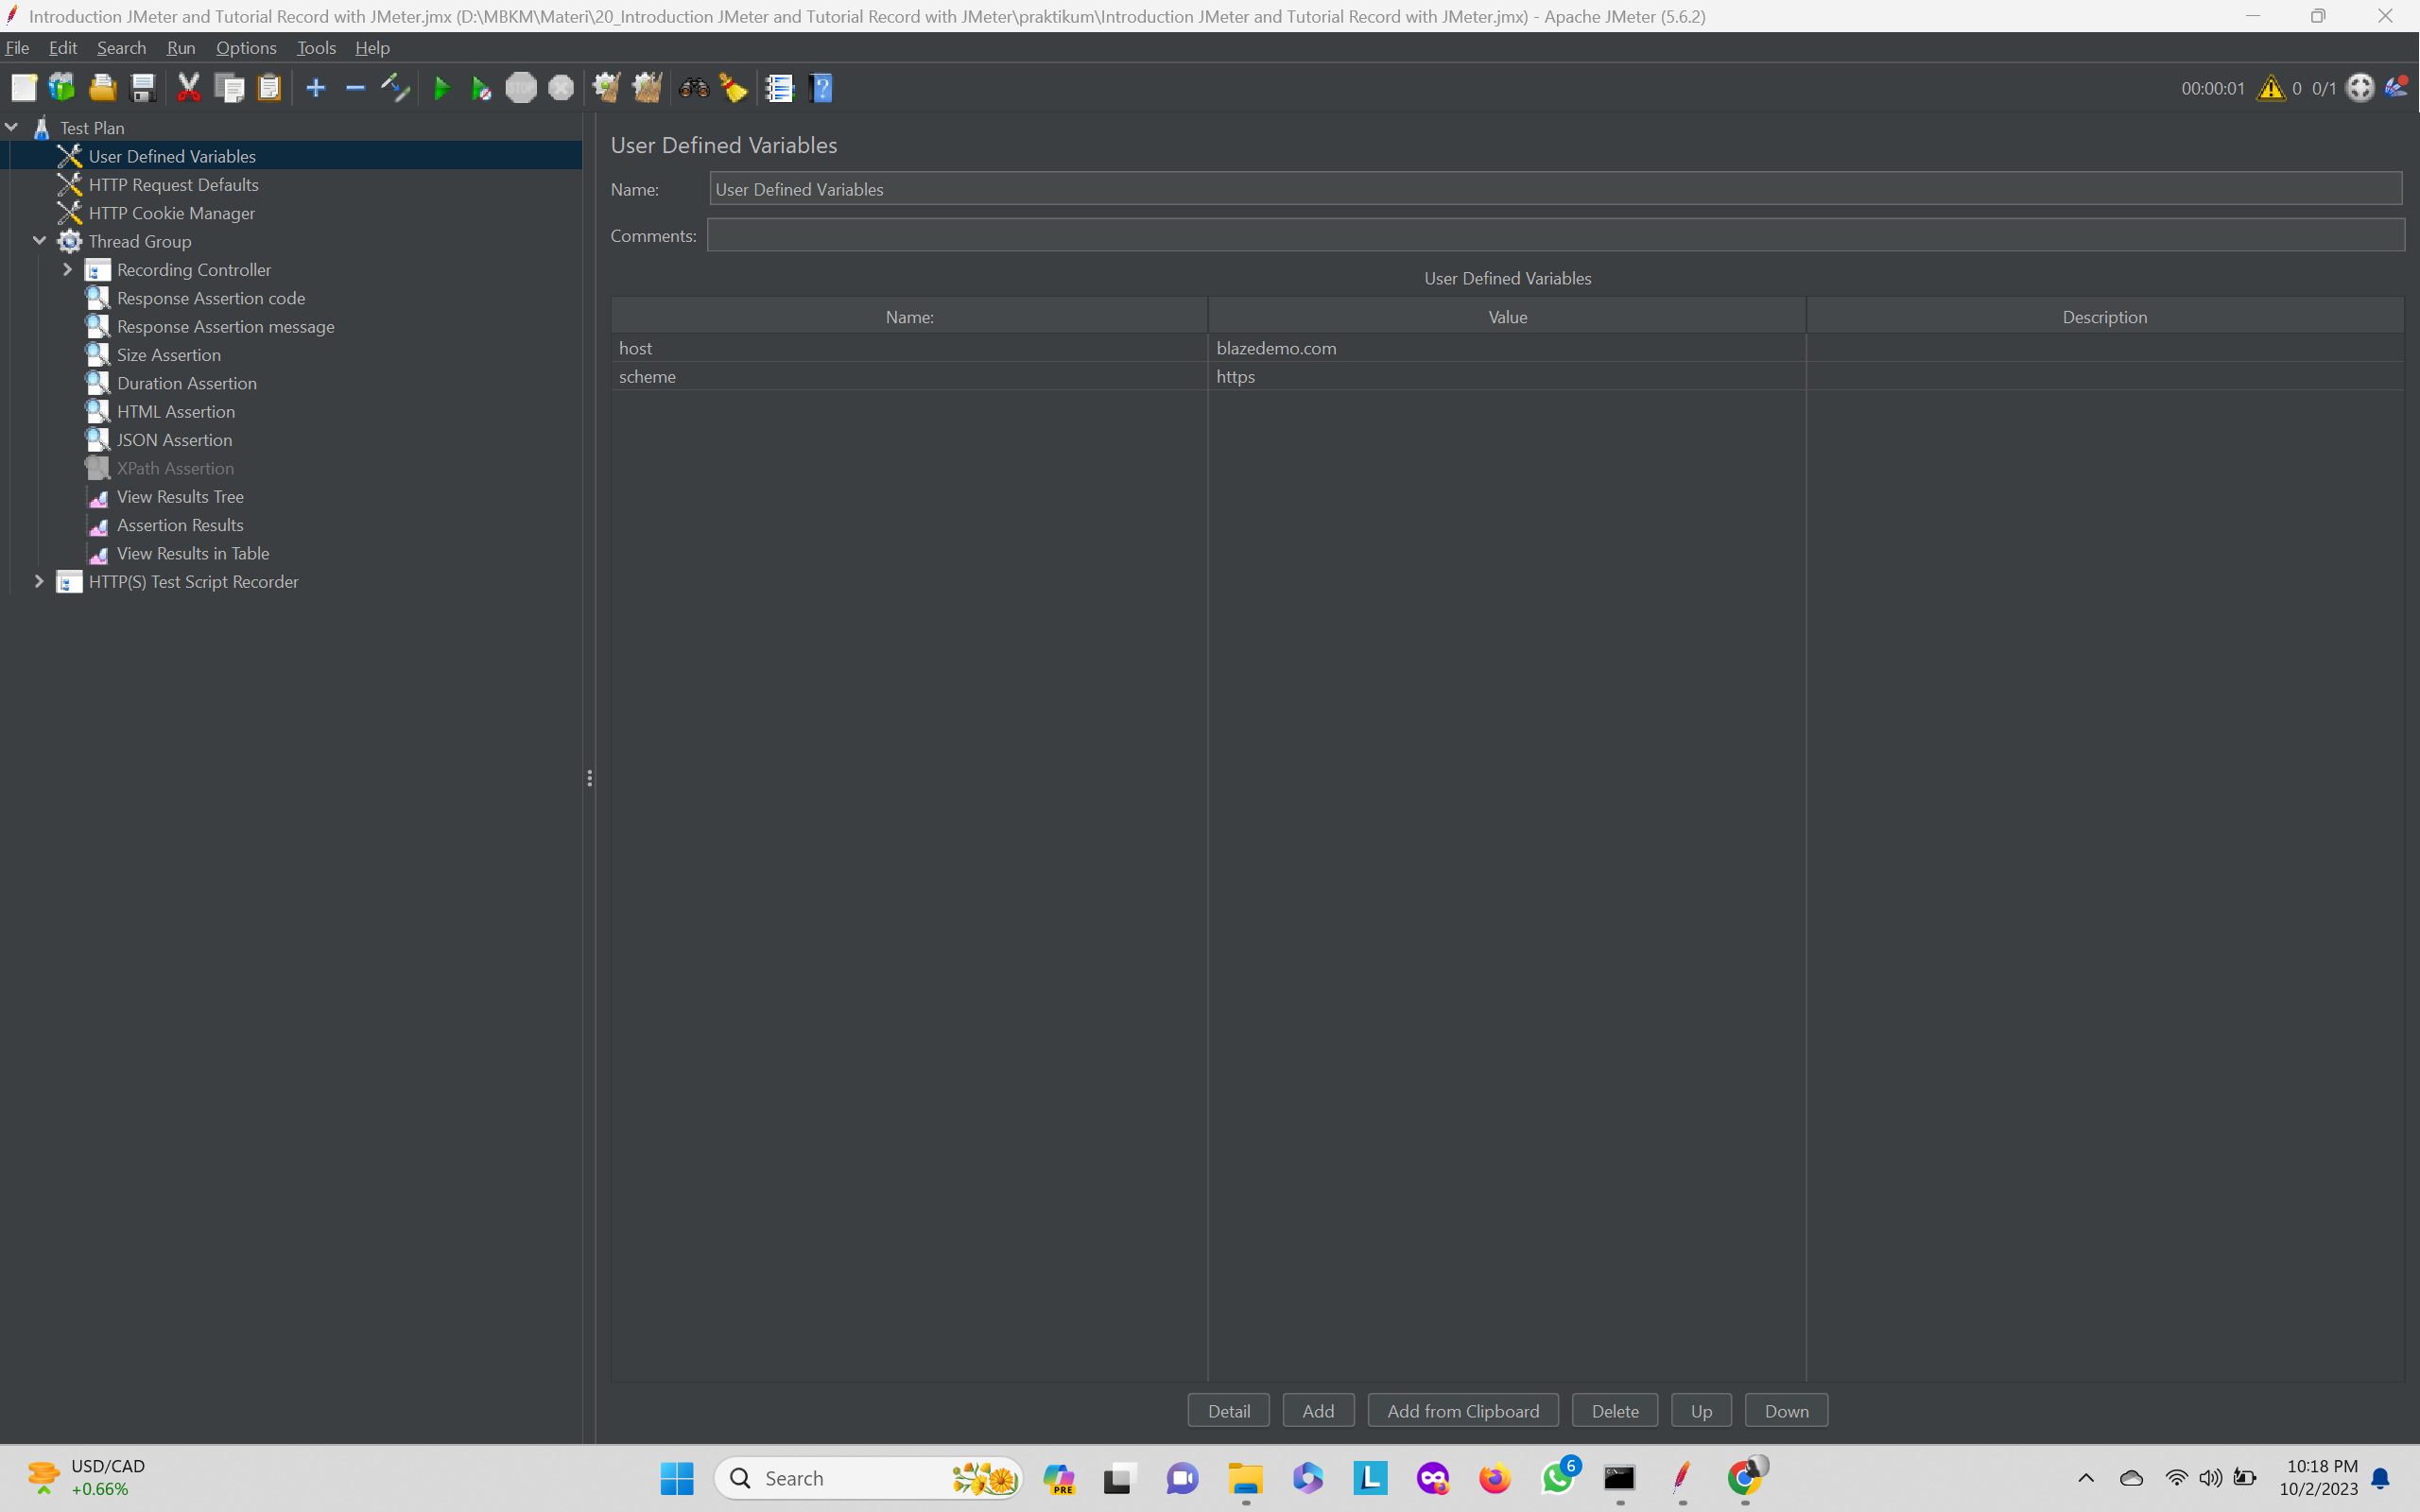 Introduction JMeter and Tutorial Record with JMeter.jmx (D:\MBKM\Materi\20_Introduction JMeter and Tutorial Record with JMeter\praktikum\Introduction JMeter and Tutorial Record with JMeter.jmx) - Apache JMeter (5.6.2)
File Edit Search Run Options Tools Help
STOP 00:00:01 0 0/1
Test Plan
User Defined Variables
HTTP Request Defaults
HTTP Cookie Manager
Thread Group
Recording Controller
Response Assertion code
Response Assertion message
Size Assertion
Duration Assertion
HTML Assertion
JSON Assertion
XPath Assertion
View Results Tree
Assertion Results
View Results in Table
HTTP(S) Test Script Recorder
User Defined Variables
Name: User Defined Variables
Comments:
User Defined Variables
Name: Value Description
host blazedemo.com
scheme https
Detail Add Add from Clipboard Delete Up Down
USD/CAD
+0.66%
Search
PRE
L
6
10:18 PM
10/2/2023